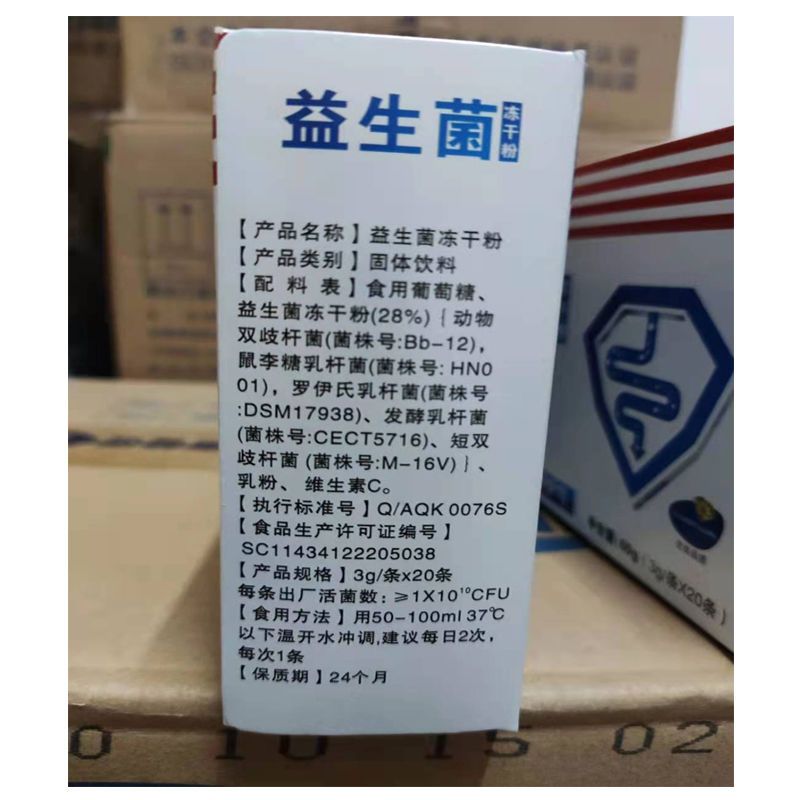 益生菌
冻干粉
【产品名称】益生菌冻干粉
【产品类别】固体饮料
【配 料 表】食用葡萄糖、
益生菌冻干粉(28%){动物
双歧杆菌(菌株号:Bb-12),
鼠李糖乳杆菌(菌株号: HN0
01), 罗伊氏乳杆菌(菌株号
:DSM17938)、发酵乳杆菌
(菌株号:CECT5716)、短双
歧杆菌 (菌株号:M-16V)}、
乳粉、维生素C。
【执行标准号】Q/AQK 0076S
【食品生产许可证编号】
SC11434122205038
【产品规格】3g/条x20条
每条出厂活菌数: ≥1X10¹⁰CFU
【食用方法】用50-100ml 37℃
以下温开水冲调,建议每日2次,
每次1条
【保质期】24个月
60g(3g/条X20条)
0 10 15 02